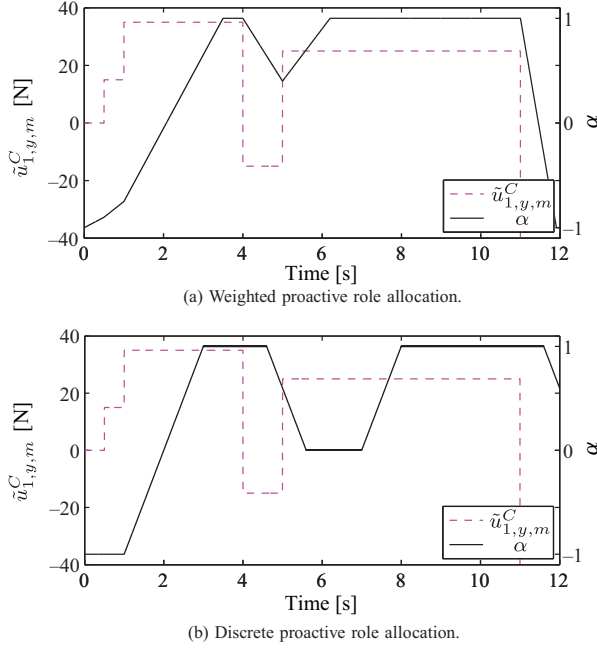 40
20
0
−20
−40
ũ^C_{1,y,m} [N]
1
0
−1
α
ũ^C_{1,y,m}
α
0 2 4 6 8 10 12
Time [s]
(a) Weighted proactive role allocation.
40
20
0
−20
−40
ũ^C_{1,y,m} [N]
1
0
−1
α
ũ^C_{1,y,m}
α
0 2 4 6 8 10 12
Time [s]
(b) Discrete proactive role allocation.